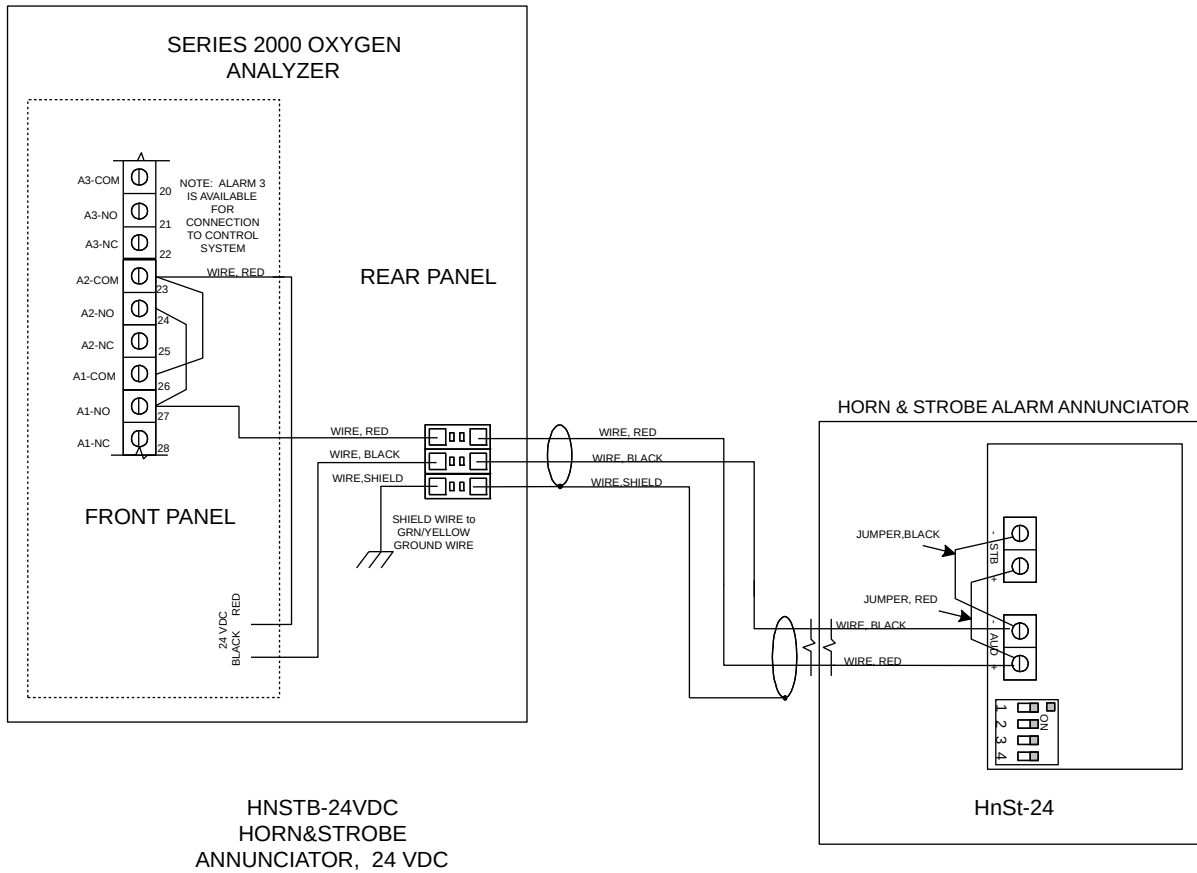 SERIES 2000 OXYGEN
ANALYZER
A3-COM
20
NOTE: ALARM 3
IS AVAILABLE
FOR
CONNECTION
TO CONTROL
SYSTEM
A3-NO
21
A3-NC
22
A2-COM
23
WIRE, RED
A2-NO
24
A2-NC
25
A1-COM
26
A1-NO
27
A1-NC
28
REAR PANEL
FRONT PANEL
WIRE, RED
WIRE, BLACK
WIRE,SHIELD
SHIELD WIRE to
GRN/YELLOW
GROUND WIRE
24 VDC
BLACK RED
WIRE, RED
WIRE, BLACK
WIRE,SHIELD
HORN & STROBE ALARM ANNUNCIATOR
JUMPER,BLACK
- STB +
JUMPER, RED
WIRE, BLACK
- AUD +
WIRE, RED
1
2
3
4
ON
HnSt-24
HNSTB-24VDC
HORN&STROBE
ANNUNCIATOR, 24 VDC